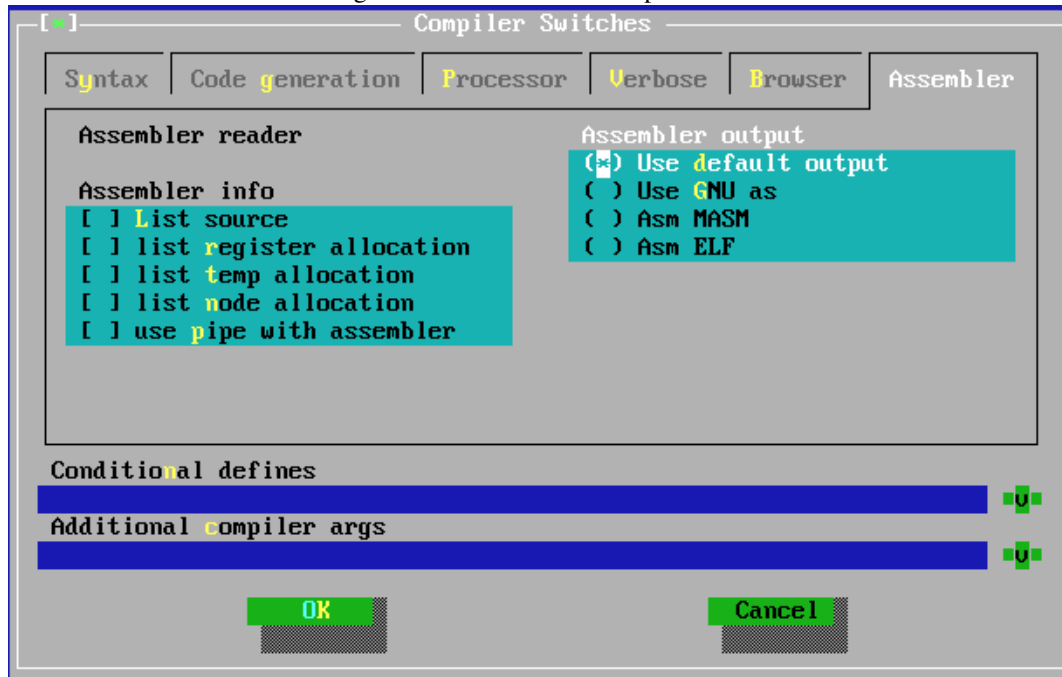 [*] Compiler Switches
Syntax Code generation Processor Verbose Browser Assembler
Assembler reader
Assembler info
[ ] List source
[ ] list register allocation
[ ] list temp allocation
[ ] list node allocation
[ ] use pipe with assembler
Assembler output
(*) Use default output
( ) Use GNU as
( ) Asm MASM
( ) Asm ELF
Conditional defines
Additional compiler args
OK Cancel